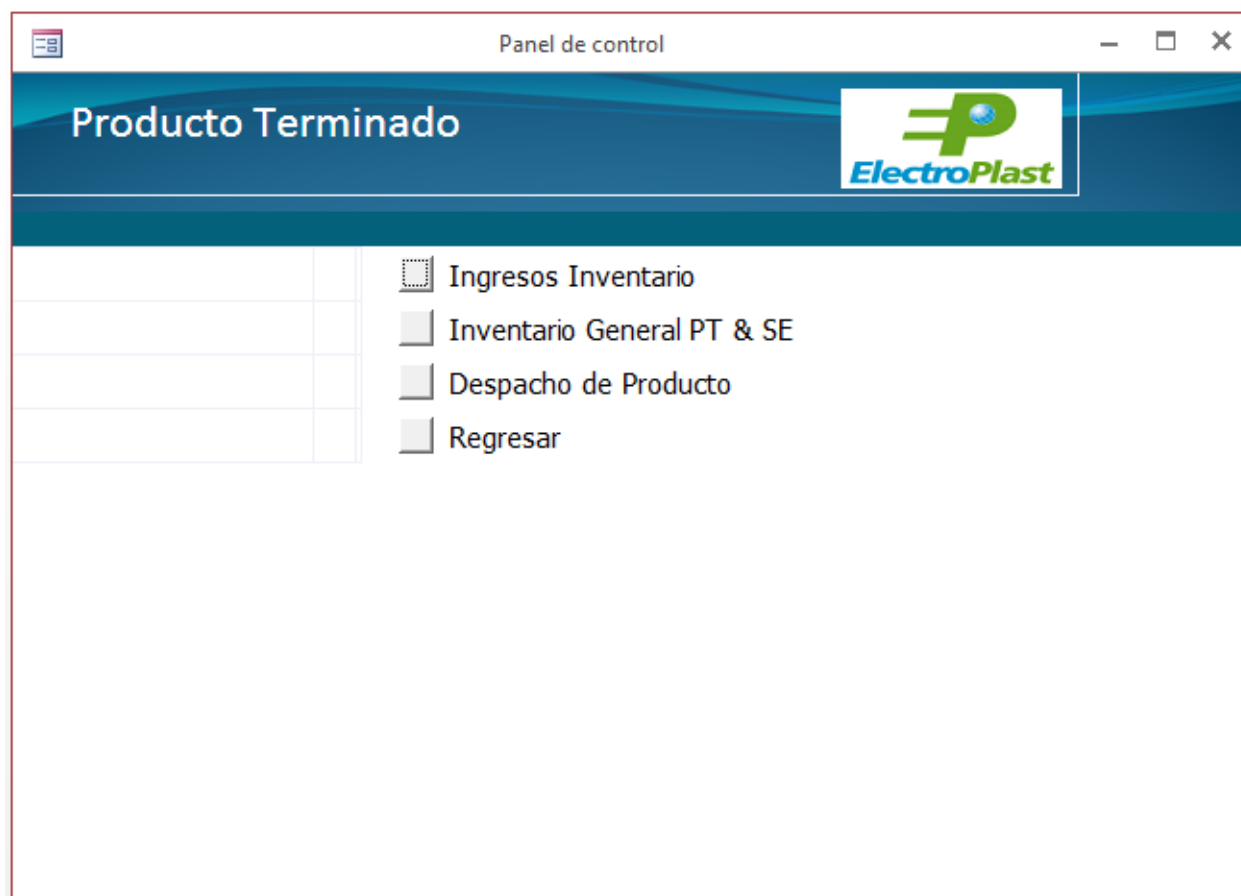 Panel de control
Producto Terminado
ElectroPlast
Ingresos Inventario
Inventario General PT & SE
Despacho de Producto
Regresar